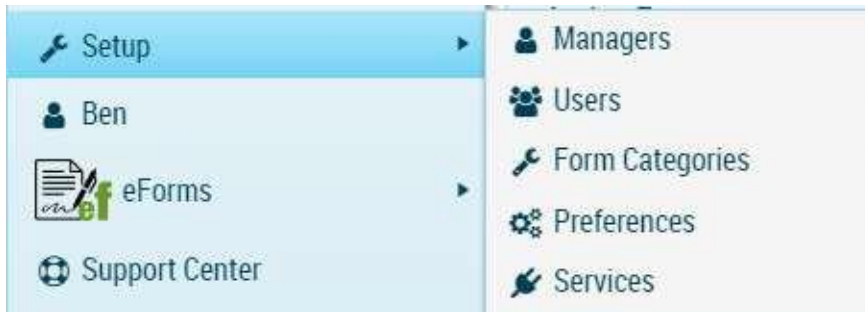 Setup
Ben
eForms
Support Center
Managers
Users
Form Categories
Preferences
Services